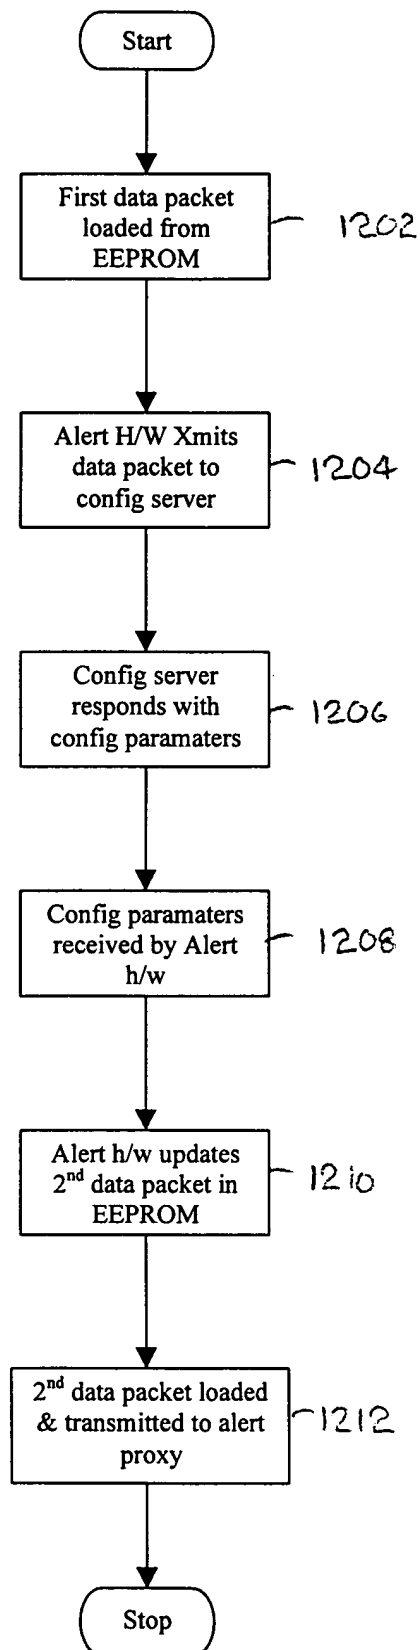 Start
First data packet
loaded from
EEPROM
1202
Alert H/W Xmits
data packet to
config server
1204
Config server
responds with
config paramaters
1206
Config paramaters
received by Alert
h/w
1208
Alert h/w updates
2nd data packet in
EEPROM
1210
2nd data packet loaded
& transmitted to alert
proxy
1212
Stop